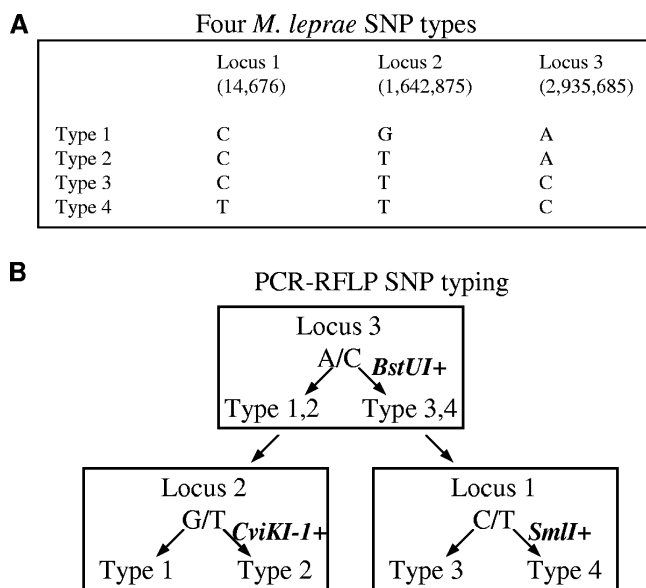 A
Four M. leprae SNP types
Locus 1 Locus 2 Locus 3
(14,676) (1,642,875) (2,935,685)
Type 1 C G A
Type 2 C T A
Type 3 C T C
Type 4 T T C
B
PCR-RFLP SNP typing
Locus 3
A/C BstUI+
Type 1,2 Type 3,4
Locus 2 Locus 1
G/T CviKI-1+ C/T SmlI+
Type 1 Type 2 Type 3 Type 4